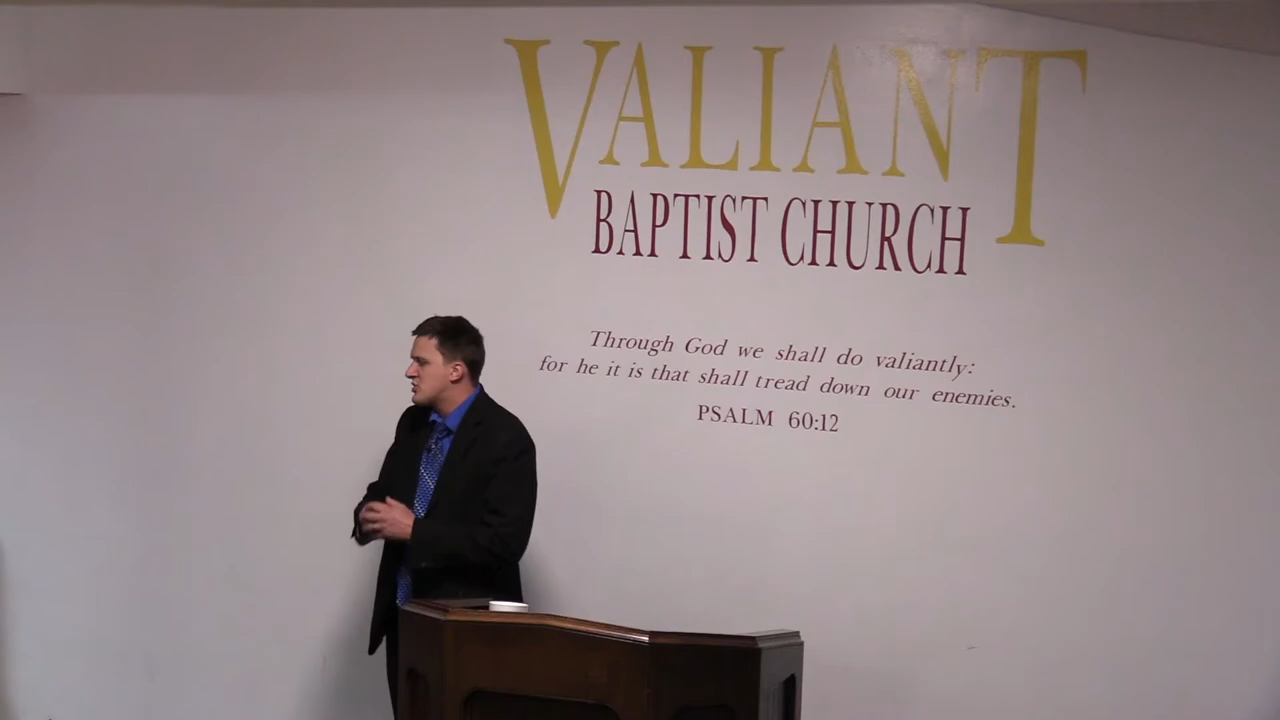 VALIANT
BAPTIST CHURCH
Through God we shall do valiantly:
for he it is that shall tread down our enemies.
PSALM 60:12